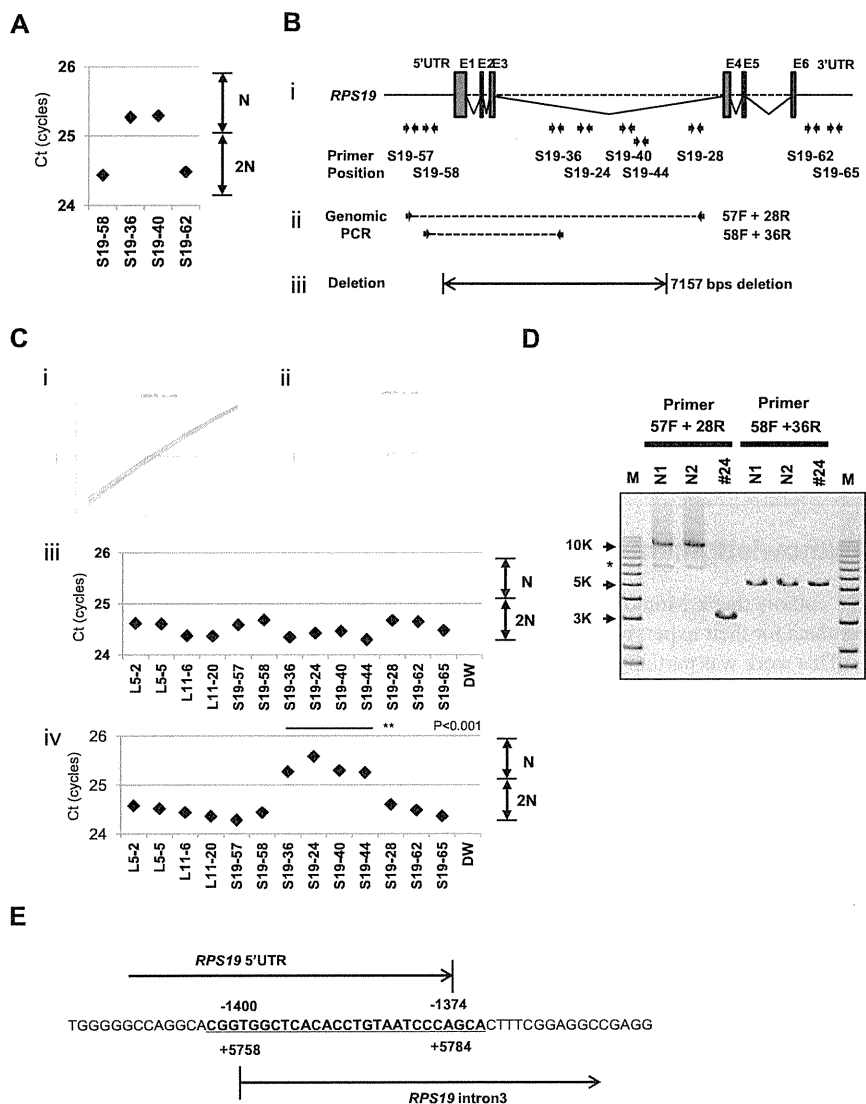 A
26
25
24
Ct (cycles)
N
2N
S19-58
S19-36
S19-40
S19-62
B
i
5'UTR
E1
E2
E3
E4
E5
E6
3'UTR
RPS19
Primer Position
S19-57
S19-58
S19-36
S19-24
S19-40
S19-44
S19-28
S19-62
S19-65
ii
Genomic PCR
57F + 28R
58F + 36R
iii
Deletion
7157 bps deletion
C
i
ii
iii
26
25
24
Ct (cycles)
N
2N
L5-2
L5-5
L11-6
L11-20
S19-57
S19-58
S19-36
S19-24
S19-40
S19-44
S19-28
S19-62
S19-65
DW
iv
**
P<0.001
26
25
24
Ct (cycles)
N
2N
L5-2
L5-5
L11-6
L11-20
S19-57
S19-58
S19-36
S19-24
S19-40
S19-44
S19-28
S19-62
S19-65
DW
D
Primer
57F + 28R
Primer
58F +36R
M
N1
N2
#24
N1
N2
#24
M
10K
*
5K
3K
E
RPS19 5'UTR
-1400
-1374
TGGGGGCCAGGCACGGTGGCTCACACCTGTAATCCCAGCACTTTCGGAGGCCGAGG
+5758
+5784
RPS19 intron3